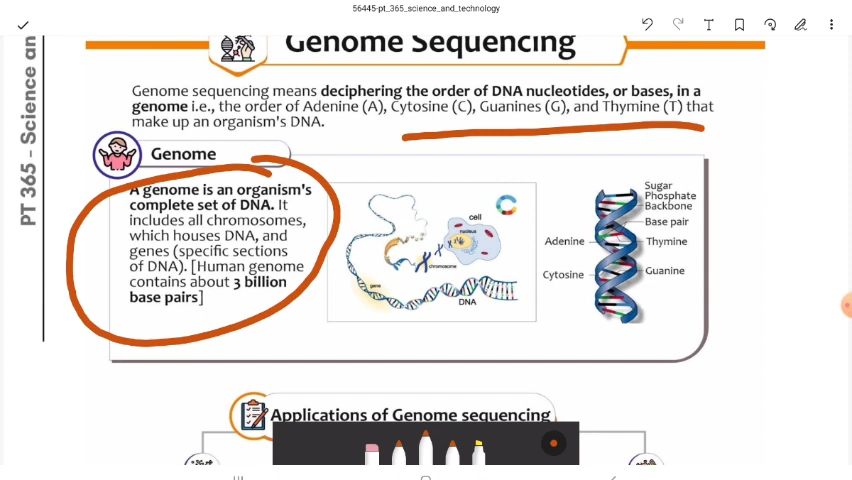 56445-pt_365_science_and_technology
PT 365 - Science an
Genome Sequencing
Genome sequencing means deciphering the order of DNA nucleotides, or bases, in a
genome i.e., the order of Adenine (A), Cytosine (C), Guanines (G), and Thymine (T) that
make up an organism's DNA.
Genome
A genome is an organism's
complete set of DNA. It
includes all chromosomes,
which houses DNA, and
genes (specific sections
of DNA). [Human genome
contains about 3 billion
base pairs]
cell
nucleus
chromosome
gene
DNA
Sugar
Phosphate
Backbone
Base pair
Adenine
Thymine
Cytosine
Guanine
Applications of Genome sequencing